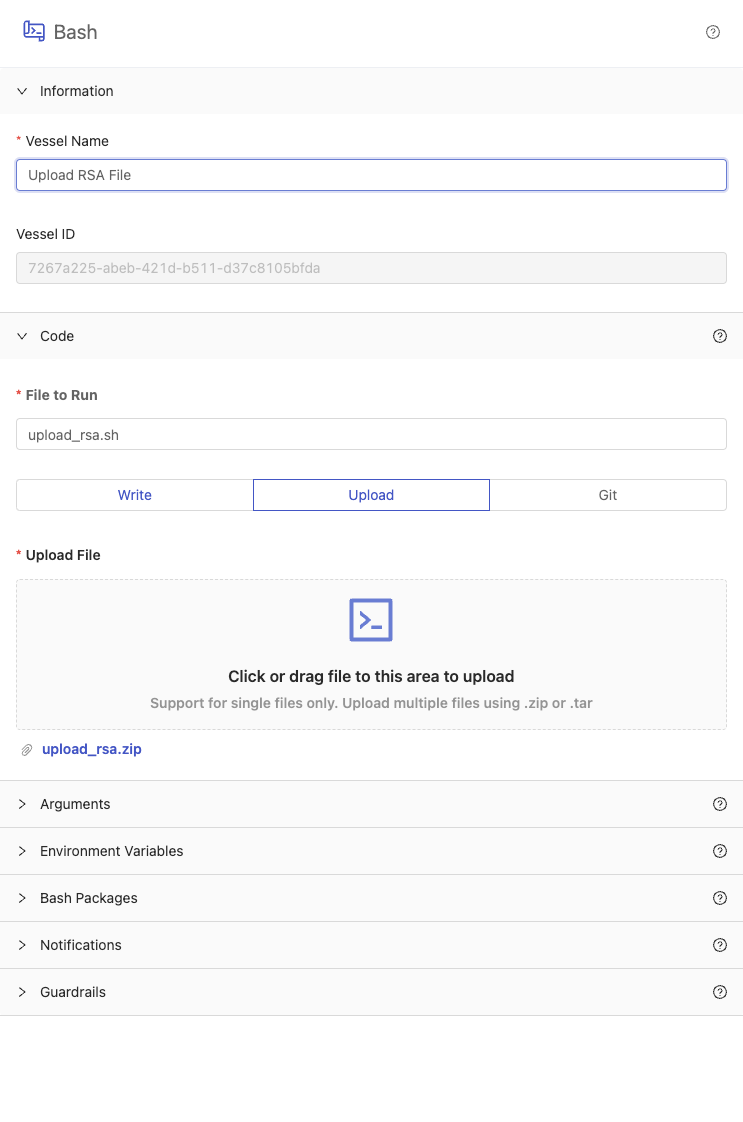 Bash
Information
* Vessel Name
Upload RSA File
Vessel ID
7267a225-abeb-421d-b511-d37c8105bfda
Code
* File to Run
upload_rsa.sh
Write Upload Git
* Upload File
Click or drag file to this area to upload
Support for single files only. Upload multiple files using .zip or .tar
upload_rsa.zip
Arguments
Environment Variables
Bash Packages
Notifications
Guardrails